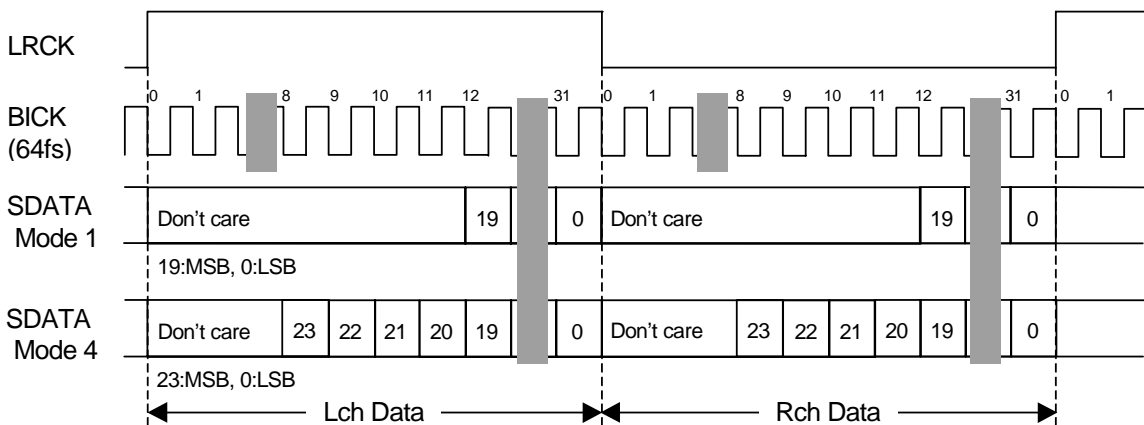 LRCK
0 1 8 9 10 11 12 31 0 1 8 9 10 11 12 31 0 1
BICK
(64fs)
SDATA
Mode 1
Don't care 19 0 Don't care 19 0
19:MSB, 0:LSB
SDATA
Mode 4
Don't care 23 22 21 20 19 0 Don't care 23 22 21 20 19 0
23:MSB, 0:LSB
Lch Data Rch Data